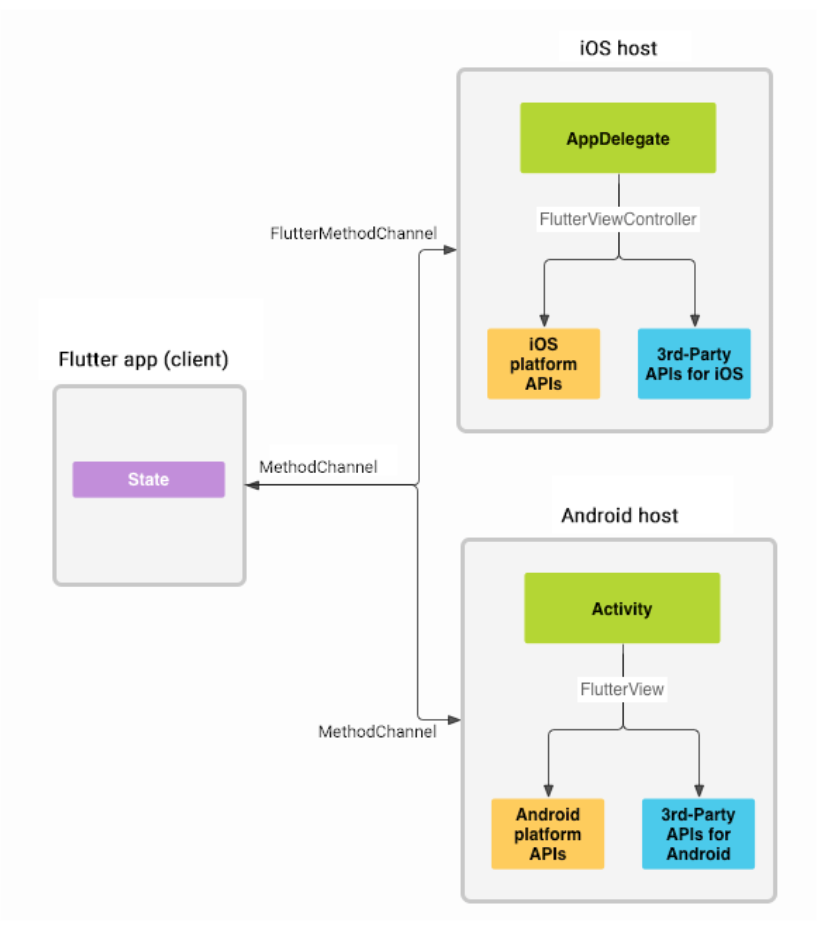 iOS host
AppDelegate
FlutterViewController
FlutterMethodChannel
iOS
platform
APIs
3rd-Party
APIs for iOS
Flutter app (client)
State
MethodChannel
Android host
Activity
FlutterView
MethodChannel
Android
platform
APIs
3rd-Party
APIs for
Android